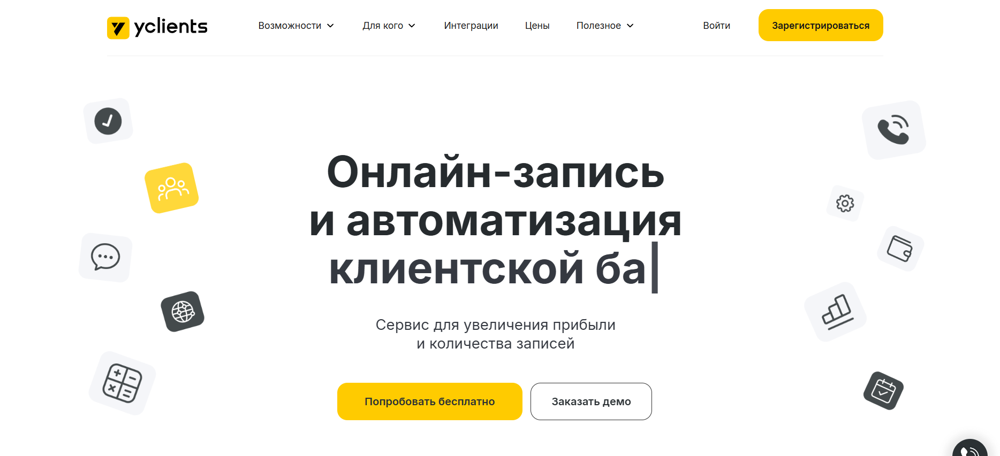 yclients
Возможности
Для кого
Интеграции
Цены
Полезное
Войти
Зарегистрироваться
Онлайн-запись
и автоматизация
клиентской ба|
Сервис для увеличения прибыли
и количества записей
Попробовать бесплатно
Заказать демо